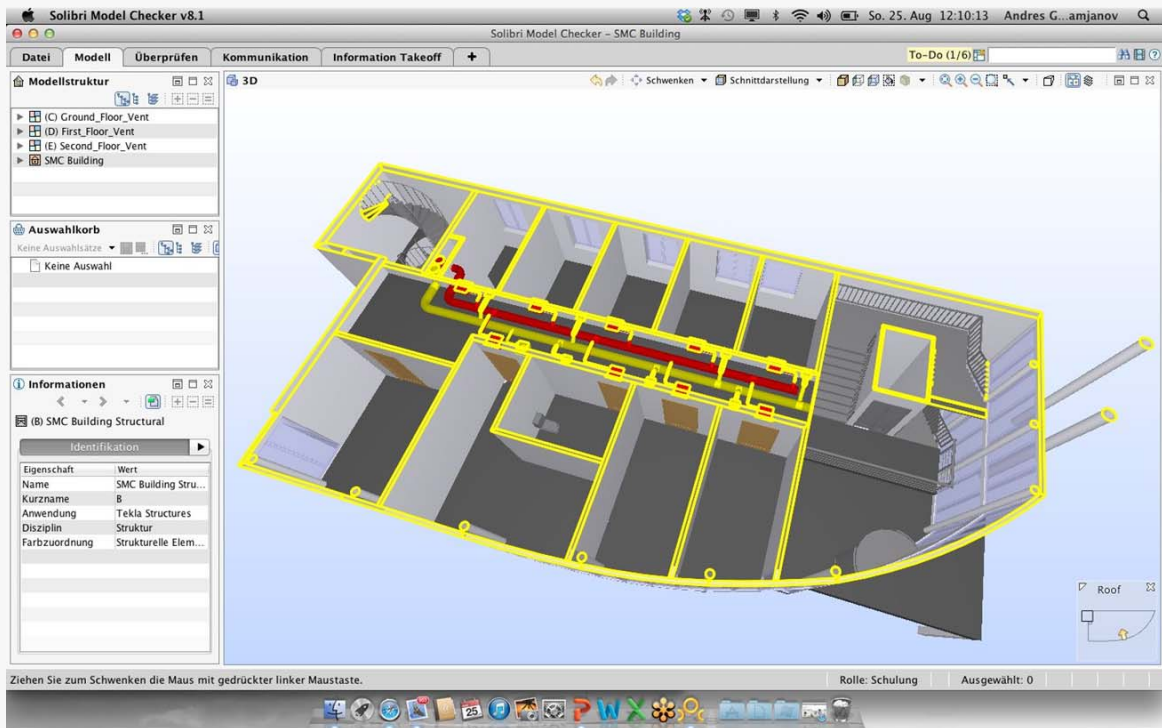 Solibri Model Checker v8.1 So. 25. Aug 12:10:13 Andres G...amjanov
Solibri Model Checker – SMC Building
Datei Modell Überprüfen Kommunikation Information Takeoff + To-Do (1/6)
Modellstruktur
3D Schwenken Schnittdarstellung
(C) Ground_Floor_Vent
(D) First_Floor_Vent
(E) Second_Floor_Vent
SMC Building
Auswahlkorb
Keine Auswahlsätze
Keine Auswahl
Informationen
(B) SMC Building Structural
Identifikation
Eigenschaft Wert
Name SMC Building Stru...
Kurzname B
Anwendung Tekla Structures
Disziplin Struktur
Farbzuordnung Strukturelle Elem...
Roof
Ziehen Sie zum Schwenken die Maus mit gedrückter linker Maustaste. Rolle: Schulung Ausgewählt: 0
25